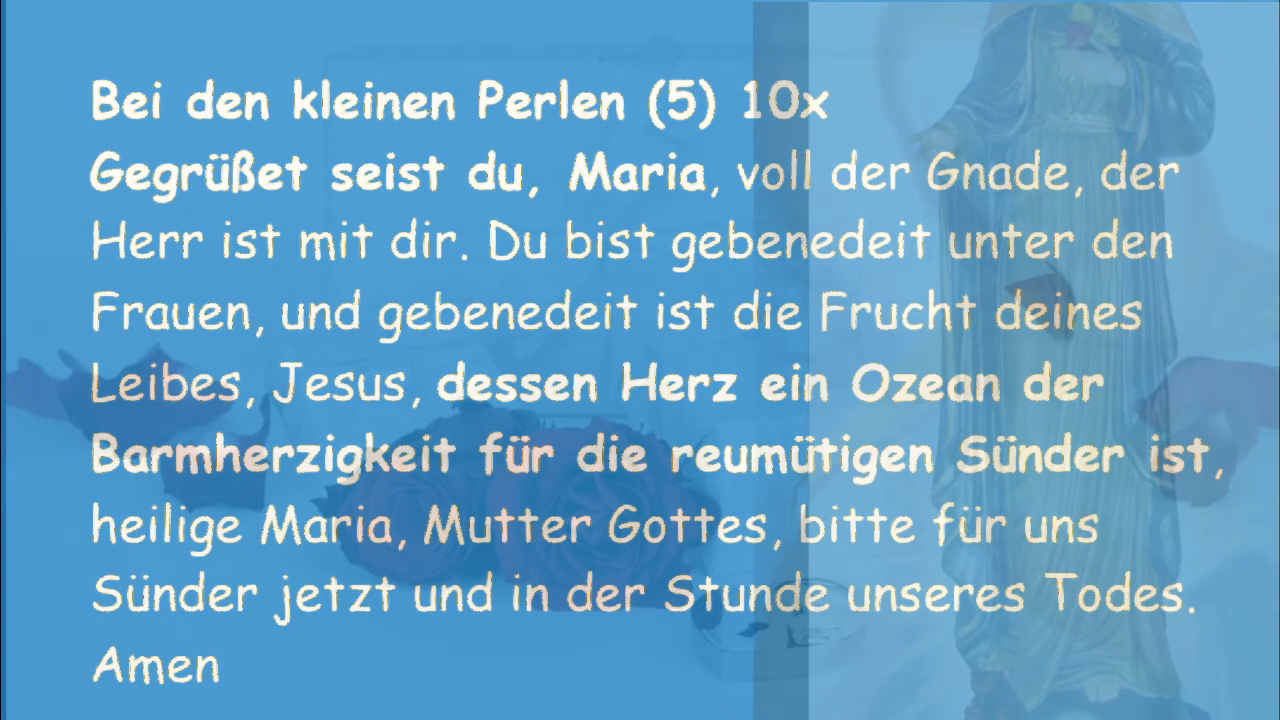 Bei den kleinen Perlen (5) 10x
Gegrüßet seist du, Maria, voll der Gnade, der
Herr ist mit dir. Du bist gebenedeit unter den
Frauen, und gebenedeit ist die Frucht deines
Leibes, Jesus, dessen Herz ein Ozean der
Barmherzigkeit für die reumütigen Sünder ist,
heilige Maria, Mutter Gottes, bitte für uns
Sünder jetzt und in der Stunde unseres Todes.
Amen